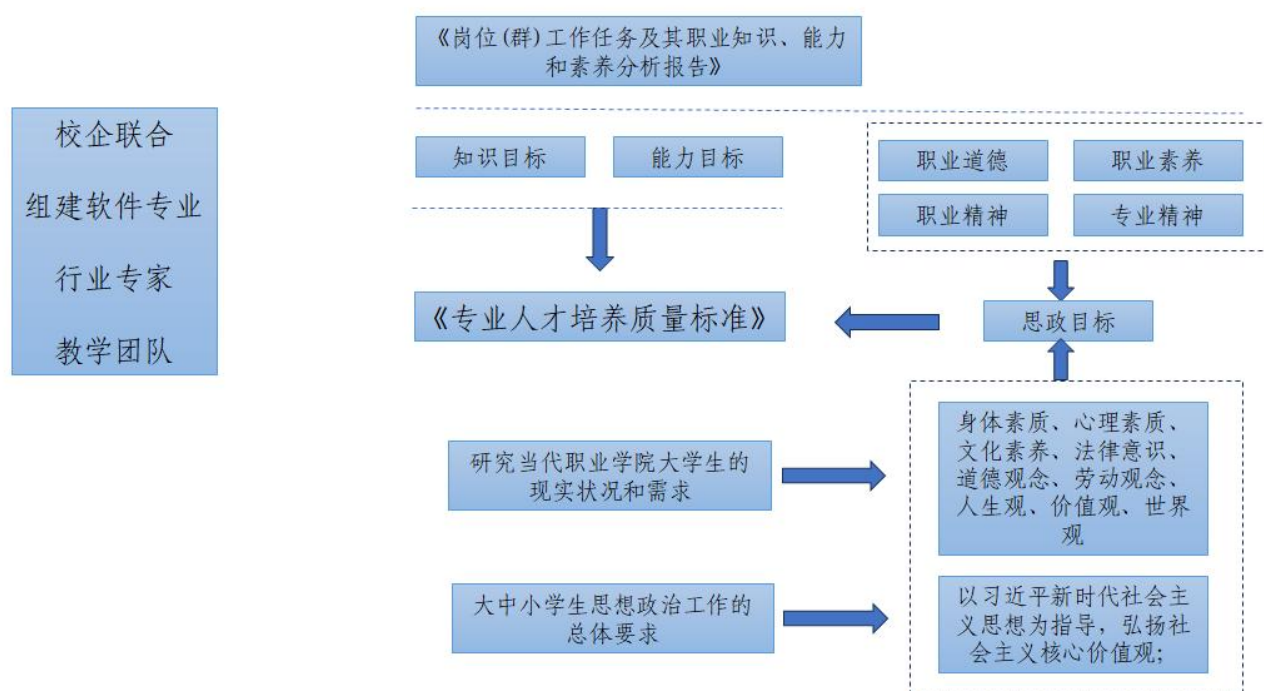 《岗位(群)工作任务及其职业知识、能力
和素养分析报告》
校企联合
组建软件专业
行业专家
教学团队
知识目标
能力目标
职业道德
职业素养
职业精神
专业精神
《专业人才培养质量标准》
思政目标
研究当代职业学院大学生的
现实状况和需求
身体素质、心理素质、
文化素养、法律意识、
道德观念、劳动观念、
人生观、价值观、世界
观
大中小学生思想政治工作的
总体要求
以习近平新时代社会主
义思想为指导，弘扬社
会主义核心价值观;